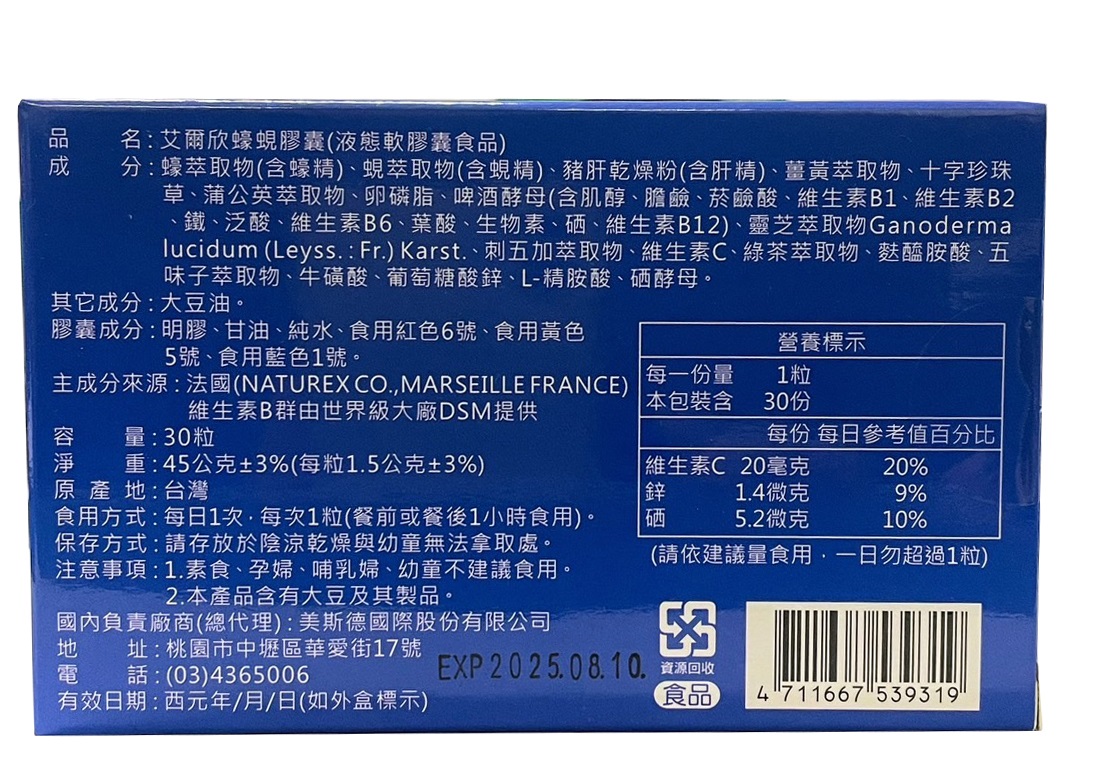 品　　名:艾爾欣蠔蜆膠囊(液態軟膠囊食品)
成　　分:蠔萃取物(含蠔精)、蜆萃取物(含蜆精)、豬肝乾燥粉(含肝精)、薑黃萃取物、十字珍珠
草、蒲公英萃取物、卵磷脂、啤酒酵母(含肌醇、膽鹼、菸鹼酸、維生素B1、維生素B2
、鐵、泛酸、維生素B6、葉酸、生物素、硒、維生素B12)、靈芝萃取物Ganoderma
lucidum (Leyss. : Fr.) Karst.、刺五加萃取物、維生素C、綠茶萃取物、麩醯胺酸、五
味子萃取物、牛磺酸、葡萄糖酸鋅、L-精胺酸、硒酵母。
其它成分:大豆油。
膠囊成分:明膠、甘油、純水、食用紅色6號、食用黃色
5號、食用藍色1號。
主成分來源:法國(NATUREX CO.,MARSEILLE FRANCE)
維生素B群由世界級大廠DSM提供
容　　量:30粒
淨　　重:45公克±3%(每粒1.5公克±3%)
原 產 地:台灣
食用方式:每日1次,每次1粒(餐前或餐後1小時食用)。
保存方式:請存放於陰涼乾燥與幼童無法拿取處。
注意事項:1.素食、孕婦、哺乳婦、幼童不建議食用。
2.本產品含有大豆及其製品。
國內負責廠商(總代理):美斯德國際股份有限公司
地　　址:桃園市中壢區華愛街17號
電　　話:(03)4365006
有效日期:西元年/月/日(如外盒標示)
EXP 2025.08.10.
營養標示
每一份量　1粒
本包裝含　30份
每份 每日參考值百分比
維生素C 20毫克 20%
鋅 1.4微克 9%
硒 5.2微克 10%
(請依建議量食用,一日勿超過1粒)
資源回收
食品
4 711667 539319